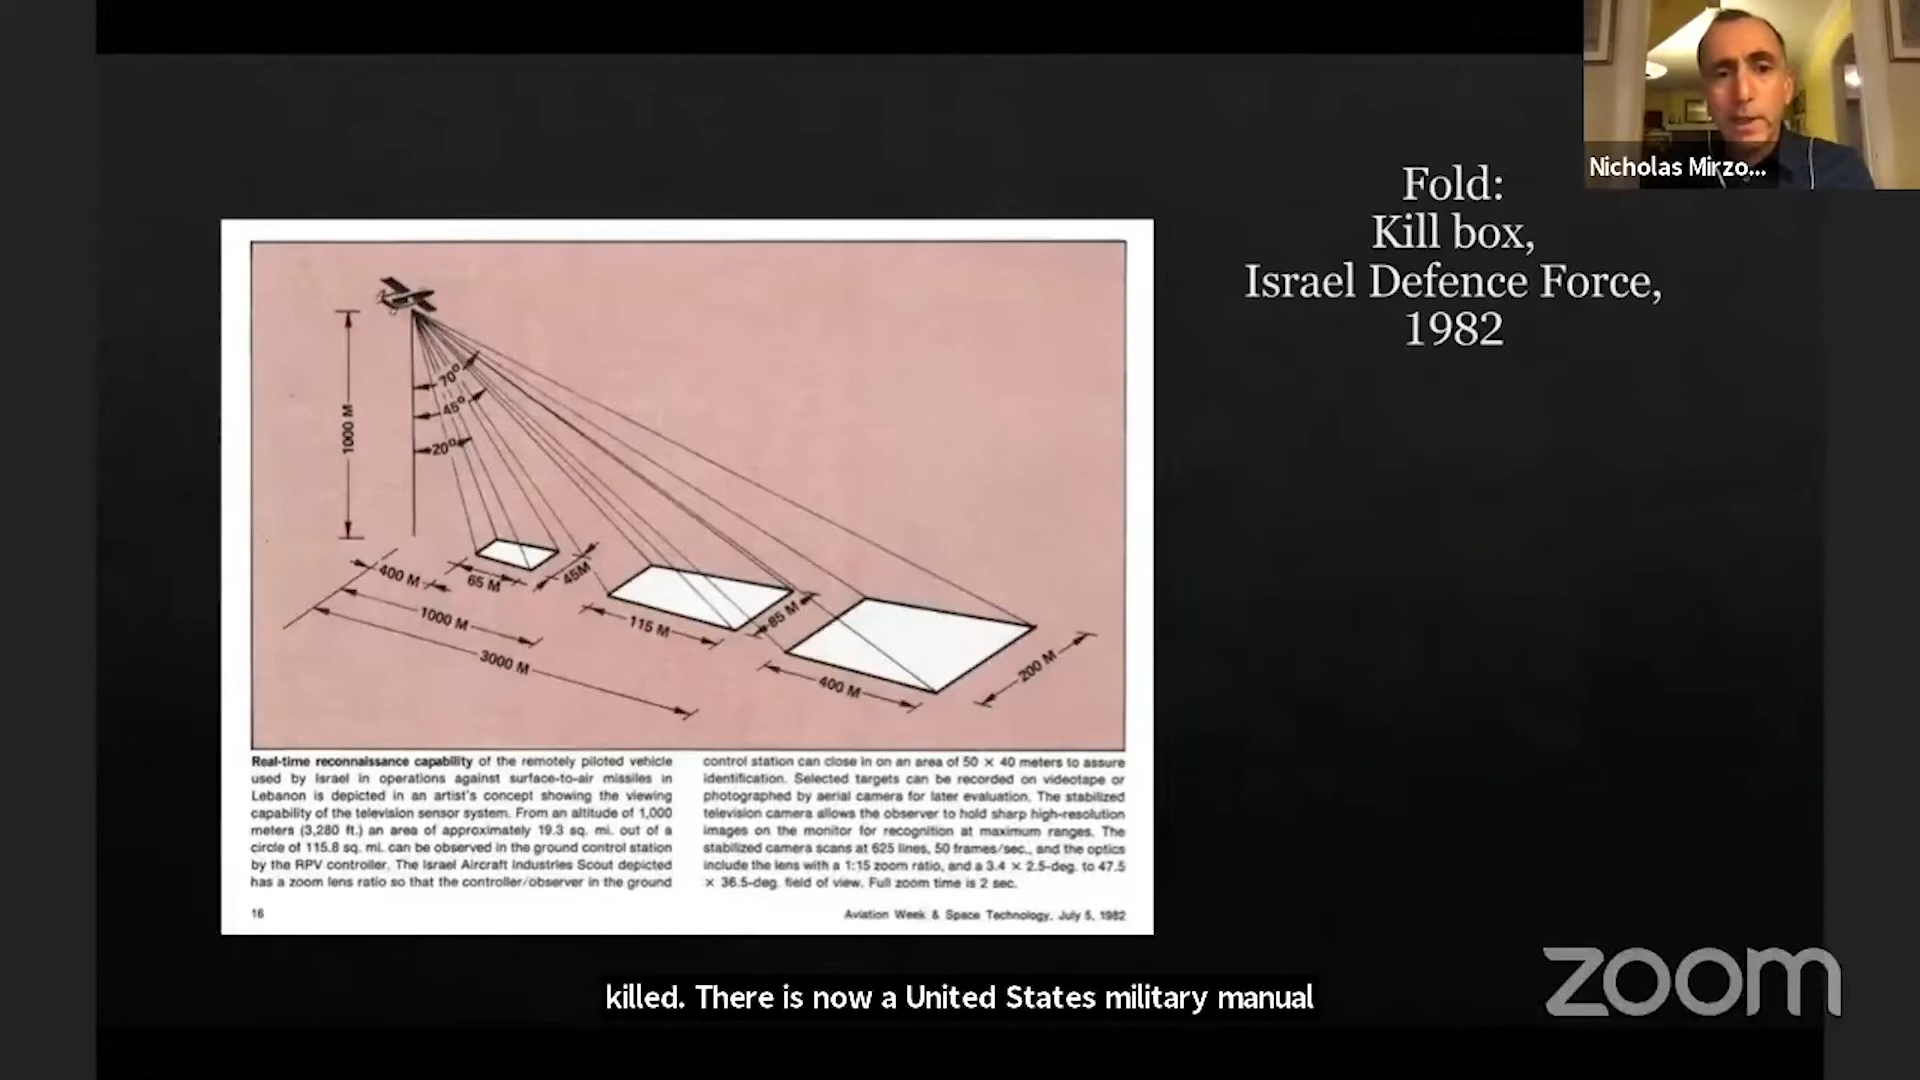 Nicholas Mirzo...
Fold:
Kill box,
Israel Defence Force,
1982
1000 M
70°
45°
20°
400 M
65 M
45M
1000 M
115 M
85 M
3000 M
400 M
200 M
Real-time reconnaissance capability of the remotely piloted vehicle
used by Israel in operations against surface-to-air missiles in
Lebanon is depicted in an artist's concept showing the viewing
capability of the television sensor system. From an altitude of 1,000
meters (3,280 ft.) an area of approximately 19.3 sq. mi. out of a
circle of 115.8 sq. mi. can be observed in the ground control station
by the RPV controller. The Israel Aircraft Industries Scout depicted
has a zoom lens ratio so that the controller/observer in the ground
control station can close in on an area of 50 × 40 meters to assure
identification. Selected targets can be recorded on videotape or
photographed by aerial camera for later evaluation. The stabilized
television camera allows the observer to hold sharp high-resolution
images on the monitor for recognition at maximum ranges. The
stabilized camera scans at 625 lines, 50 frames/sec., and the optics
include the lens with a 1:15 zoom ratio, and a 3.4 × 2.5-deg. to 47.5
× 36.5-deg. field of view. Full zoom time is 2 sec.
16
Aviation Week & Space Technology, July 5, 1982
killed. There is now a United States military manual
zoom